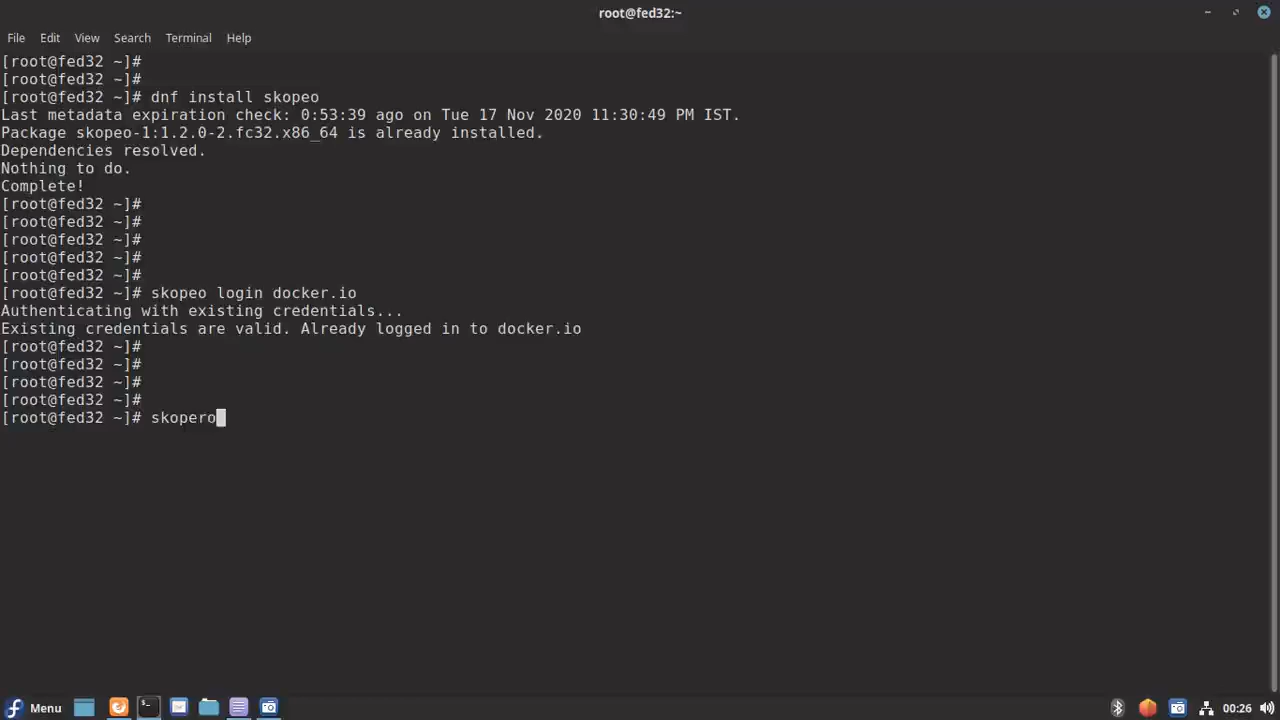 root@fed32:~
File Edit View Search Terminal Help
[root@fed32 ~]#
[root@fed32 ~]#
[root@fed32 ~]# dnf install skopeo
Last metadata expiration check: 0:53:39 ago on Tue 17 Nov 2020 11:30:49 PM IST.
Package skopeo-1:1.2.0-2.fc32.x86_64 is already installed.
Dependencies resolved.
Nothing to do.
Complete!
[root@fed32 ~]#
[root@fed32 ~]#
[root@fed32 ~]#
[root@fed32 ~]#
[root@fed32 ~]#
[root@fed32 ~]# skopeo login docker.io
Authenticating with existing credentials...
Existing credentials are valid. Already logged in to docker.io
[root@fed32 ~]#
[root@fed32 ~]#
[root@fed32 ~]#
[root@fed32 ~]#
[root@fed32 ~]# skopero
Menu 00:26